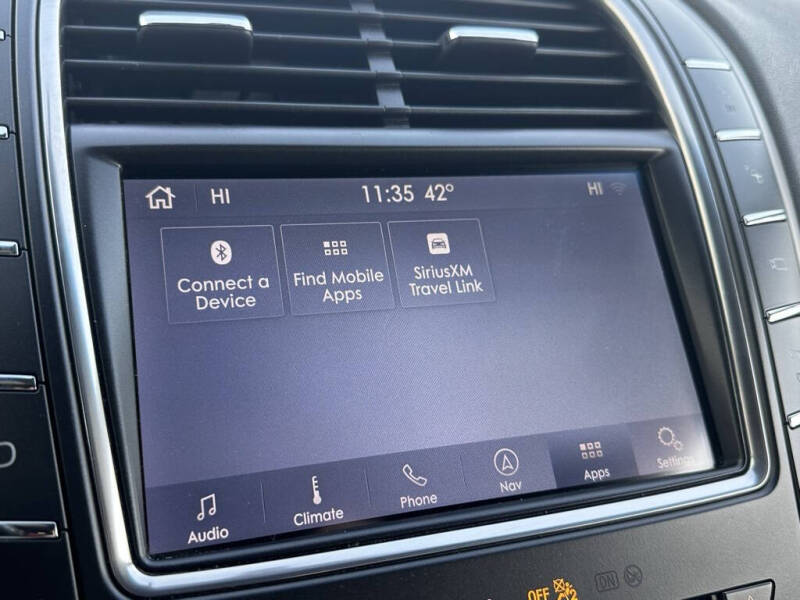 HI 11:35 42° HI
Connect a
Device
Find Mobile
Apps
SiriusXM
Travel Link
Audio
Climate
Phone
Nav
Apps
Settings
OFF